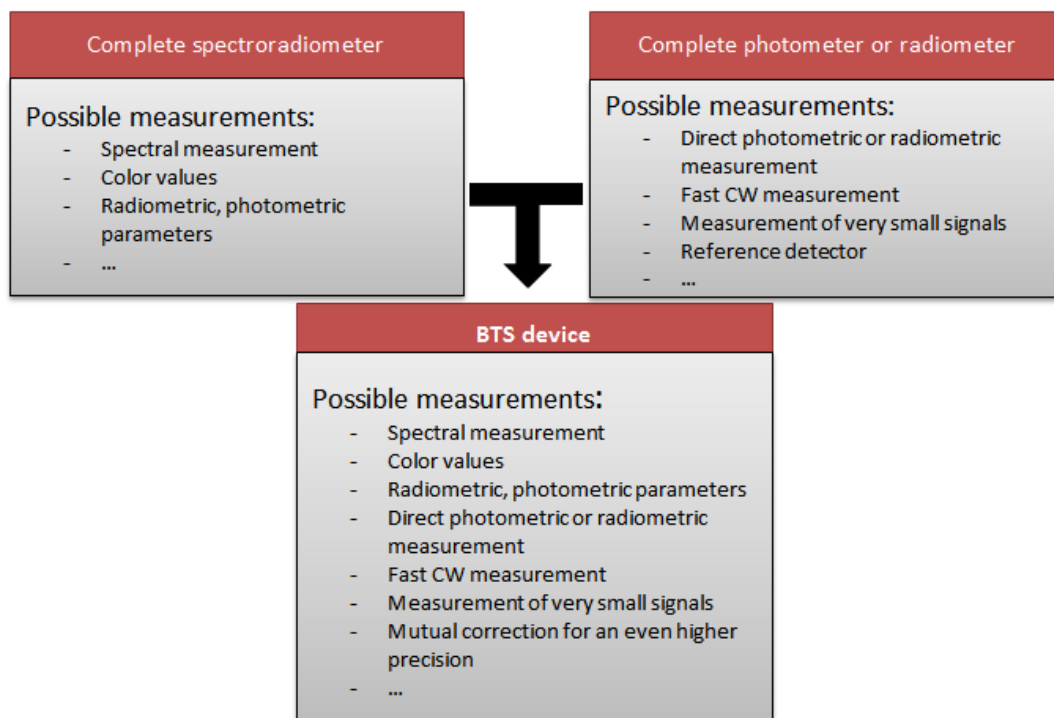 Complete spectroradiometer
Possible measurements:
- Spectral measurement
- Color values
- Radiometric, photometric
parameters
- ...
Complete photometer or radiometer
Possible measurements:
- Direct photometric or radiometric
measurement
- Fast CW measurement
- Measurement of very small signals
- Reference detector
- ...
BTS device
Possible measurements:
- Spectral measurement
- Color values
- Radiometric, photometric parameters
- Direct photometric or radiometric
measurement
- Fast CW measurement
- Measurement of very small signals
- Mutual correction for an even higher
precision
- ...